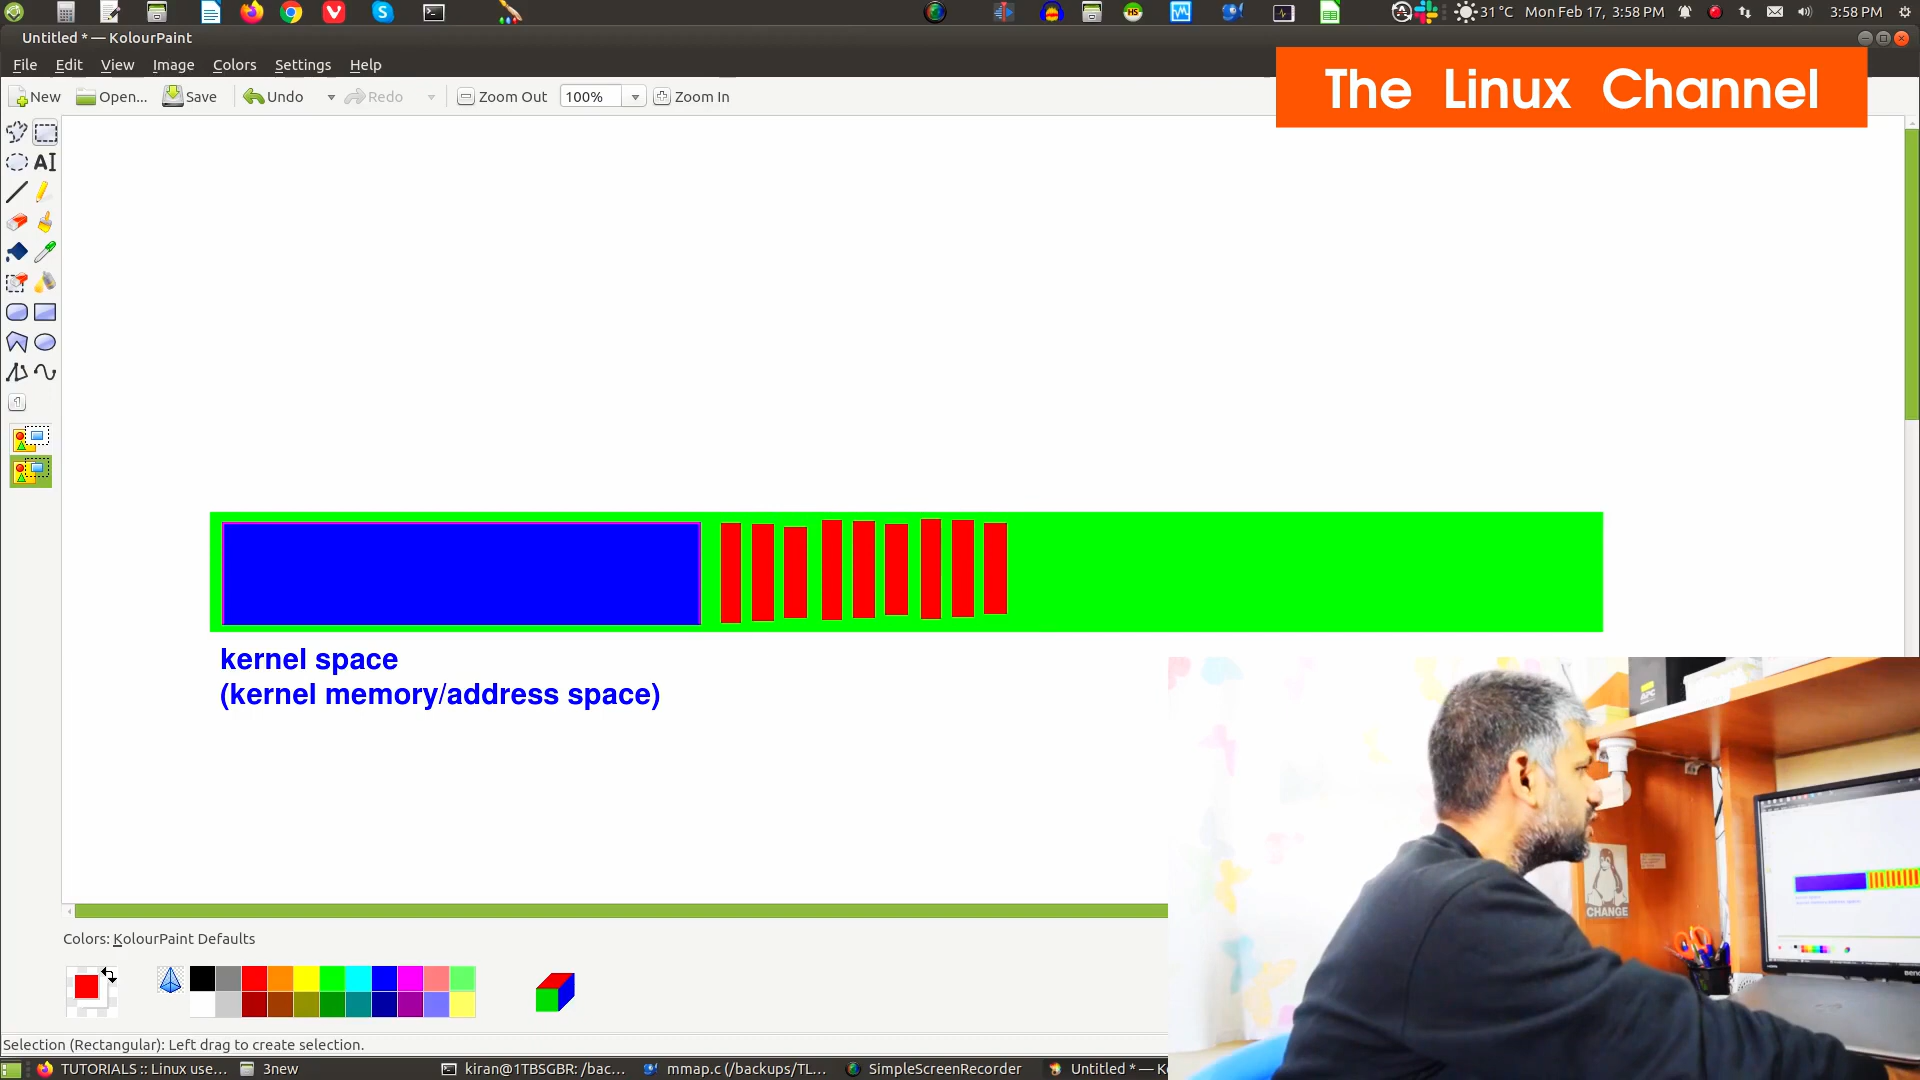 31 °C Mon Feb 17, 3:58 PM 3:58 PM
Untitled * — KolourPaint
File Edit View Image Colors Settings Help
New Open... Save Undo Redo Zoom Out 100% Zoom In
The Linux Channel
AI
kernel space
(kernel memory/address space)
APC
CHANGE
Colors: KolourPaint Defaults
Selection (Rectangular): Left drag to create selection.
TUTORIALS :: Linux use... 3new kiran@1TBSGBR: /bac... mmap.c (/backups/TL... SimpleScreenRecorder Untitled * — K